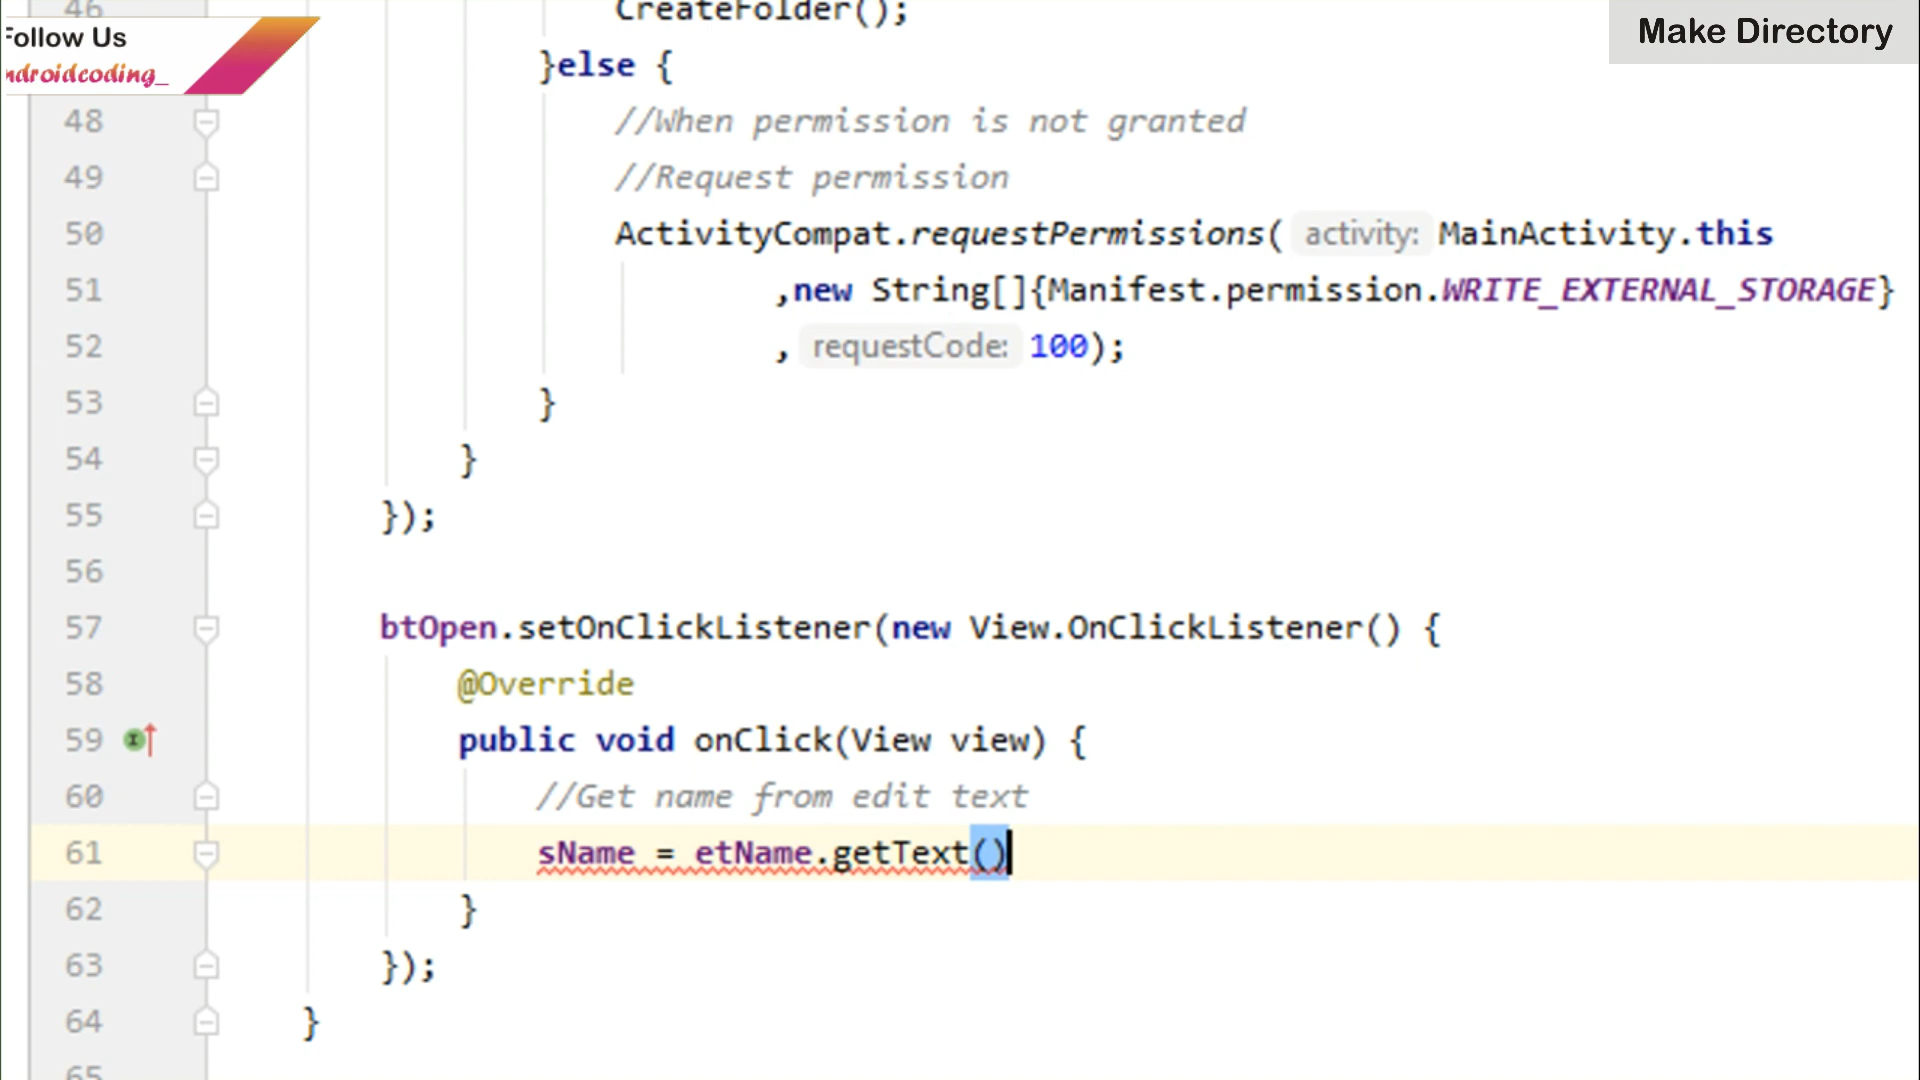 46 CreateFolder();
Follow Us
ndroidcoding_
Make Directory
}else {
48 //When permission is not granted
49 //Request permission
50 ActivityCompat.requestPermissions( activity: MainActivity.this
51 ,new String[]{Manifest.permission.WRITE_EXTERNAL_STORAGE}
52 , requestCode: 100);
53 }
54 }
55 });
56
57 btOpen.setOnClickListener(new View.OnClickListener() {
58 @Override
59 public void onClick(View view) {
60 //Get name from edit text
61 sName = etName.getText()
62 }
63 });
64 }
65